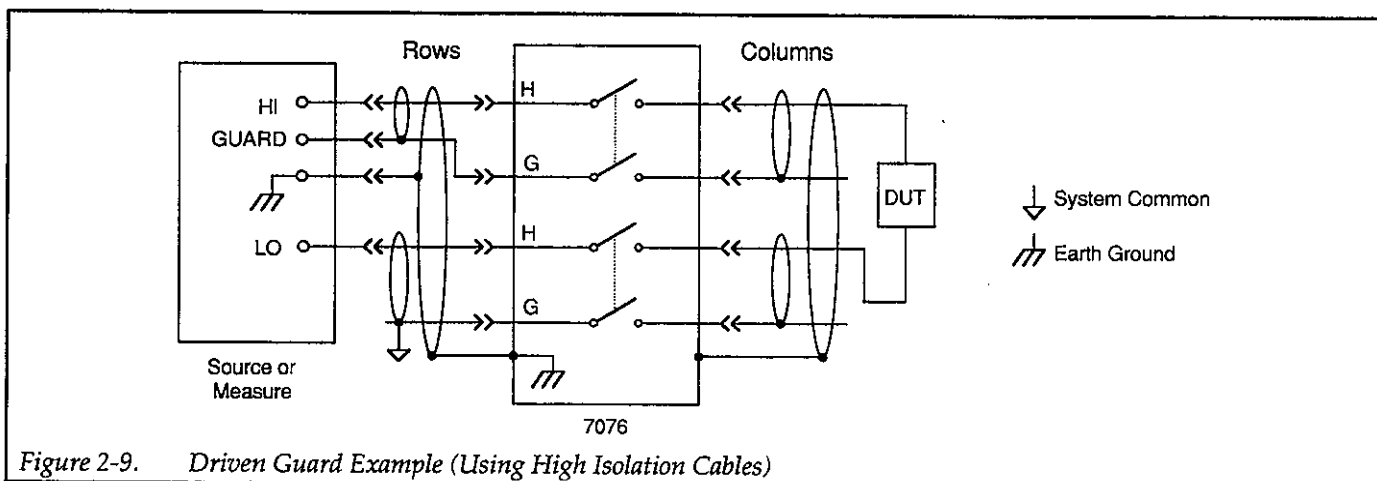 Rows
Columns
HI
GUARD
LO
Source or
Measure
H
G
H
G
7076
DUT
System Common
Earth Ground
Figure 2-9. Driven Guard Example (Using High Isolation Cables)